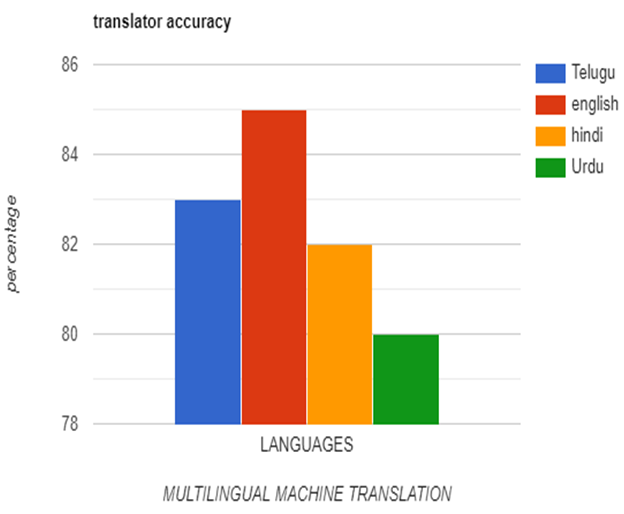 translator accuracy
86
84
82
80
78
percentage
LANGUAGES
MULTILINGUAL MACHINE TRANSLATION
Telugu
english
hindi
Urdu